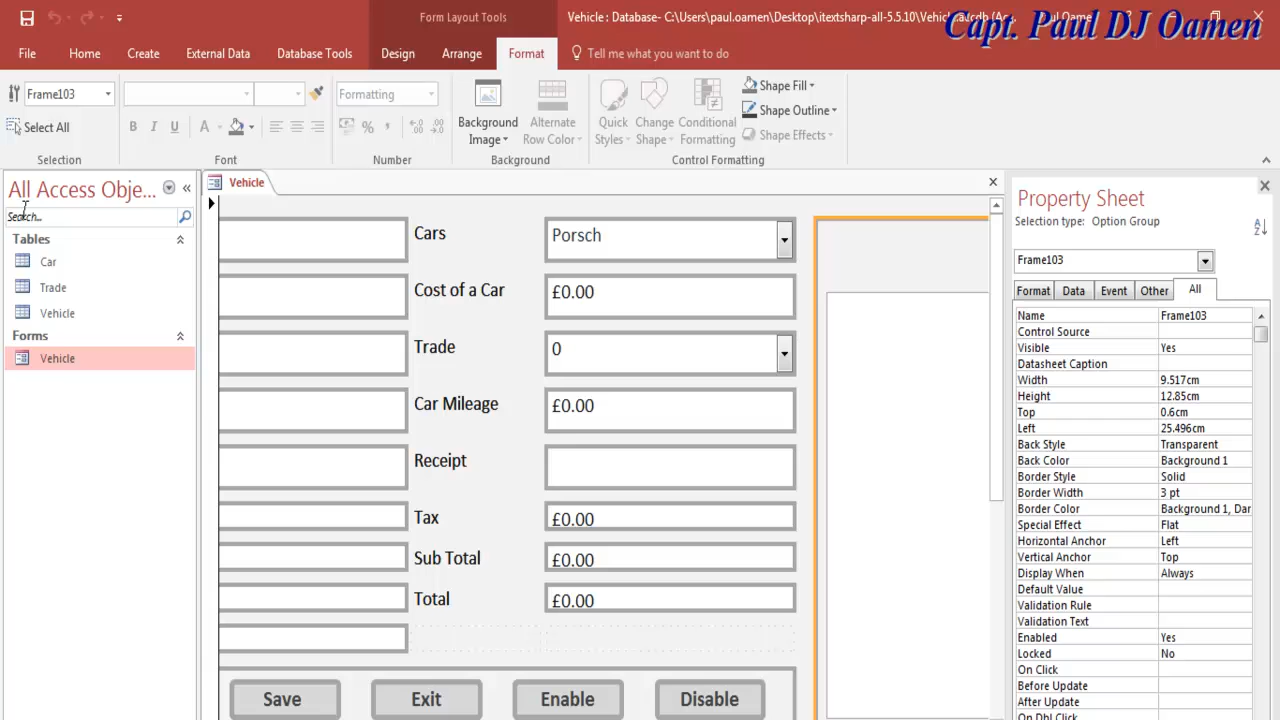 Form Layout Tools
Vehicle : Database- C:\Users\paul.oamen\Desktop\itextsharp-all-5.5.10\Vehicle.accdb
Capt. Paul DJ Oamen
File Home Create External Data Database Tools Design Arrange Format Tell me what you want to do
Frame103
Formatting
Select All
B I U A
Background Image
Alternate Row Color
Quick Styles
Change Shape
Conditional Formatting
Shape Fill
Shape Outline
Shape Effects
Selection Font Number Background Control Formatting
All Access Obje...
Search...
Tables
Car
Trade
Vehicle
Forms
Vehicle
Vehicle
Cars Porsch
Cost of a Car £0.00
Trade 0
Car Mileage £0.00
Receipt
Tax £0.00
Sub Total £0.00
Total £0.00
Save Exit Enable Disable
Property Sheet
Selection type: Option Group
Frame103
Format Data Event Other All
Name Frame103
Control Source
Visible Yes
Datasheet Caption
Width 9.517cm
Height 12.85cm
Top 0.6cm
Left 25.496cm
Back Style Transparent
Back Color Background 1
Border Style Solid
Border Width 3 pt
Border Color Background 1, Dar
Special Effect Flat
Horizontal Anchor Left
Vertical Anchor Top
Display When Always
Default Value
Validation Rule
Validation Text
Enabled Yes
Locked No
On Click
Before Update
After Update
On Dbl Click